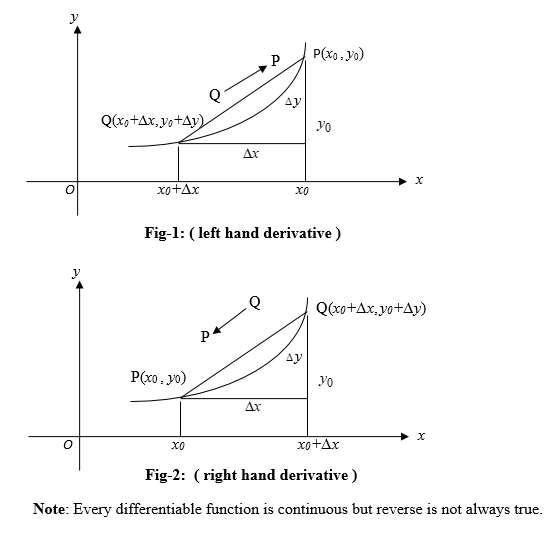 y
P
P(x₀, y₀)
Q
Δy
Q(x₀+Δx, y₀+Δy)
y₀
Δx
x
O
x₀+Δx
x₀
Fig-1: ( left hand derivative )
y
Q
Q(x₀+Δx, y₀+Δy)
P
Δy
P(x₀, y₀)
y₀
Δx
x
O
x₀
x₀+Δx
Fig-2: ( right hand derivative )
Note: Every differentiable function is continuous but reverse is not always true.